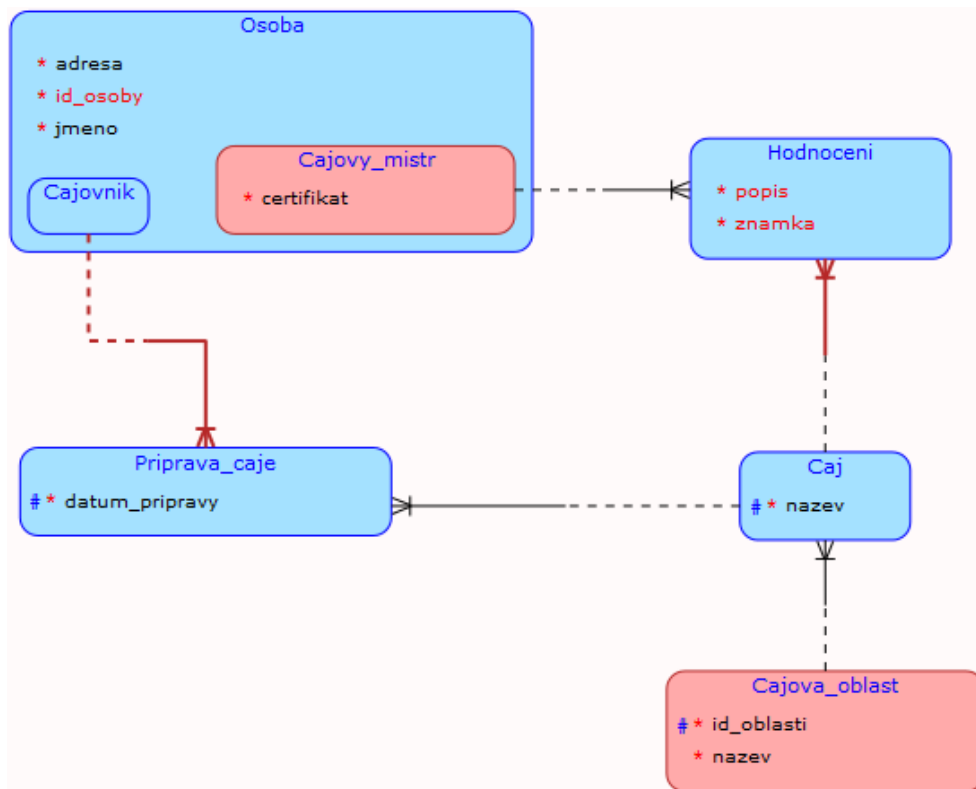 Osoba
* adresa
* id_osoby
* jmeno
Cajovnik
Cajovy_mistr
* certifikat
Hodnoceni
* popis
* znamka
Priprava_caje
# * datum_pripravy
Caj
# * nazev
Cajova_oblast
# * id_oblasti
* nazev